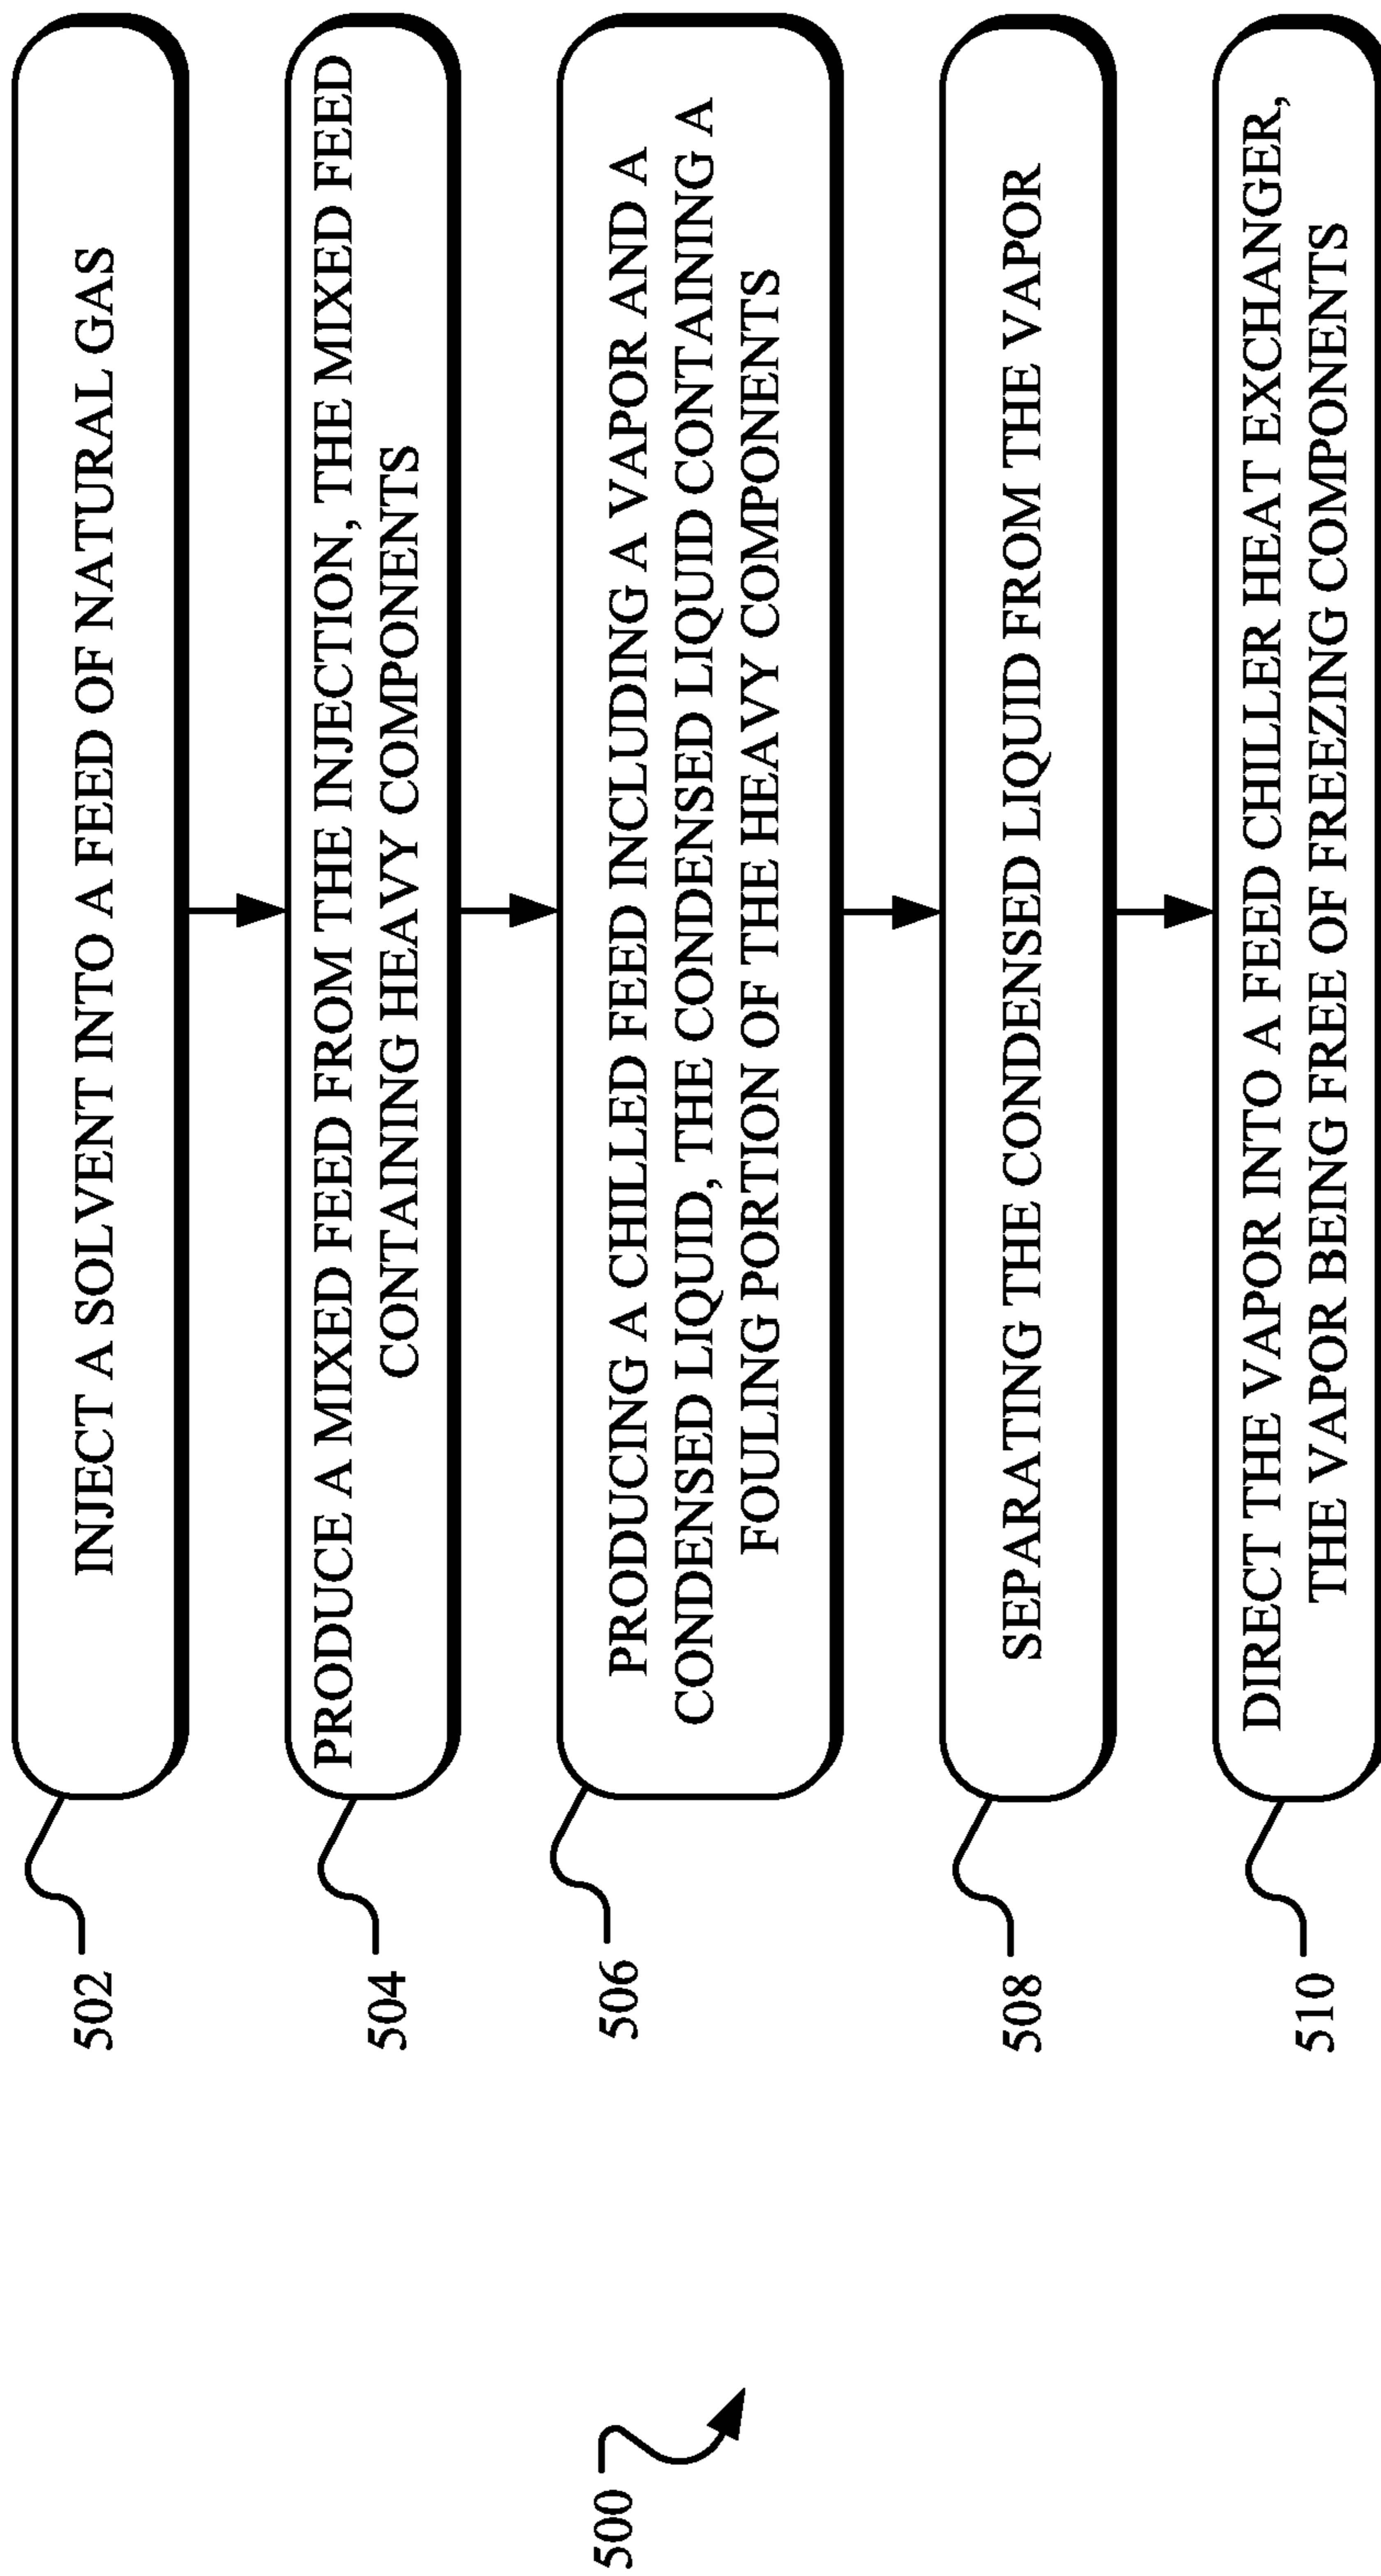 500
502
INJECT A SOLVENT INTO A FEED OF NATURAL GAS
504
PRODUCE A MIXED FEED FROM THE INJECTION, THE MIXED FEED
CONTAINING HEAVY COMPONENTS
506
PRODUCING A CHILLED FEED INCLUDING A VAPOR AND A
CONDENSED LIQUID, THE CONDENSED LIQUID CONTAINING A
FOULING PORTION OF THE HEAVY COMPONENTS
508
SEPARATING THE CONDENSED LIQUID FROM THE VAPOR
510
DIRECT THE VAPOR INTO A FEED CHILLER HEAT EXCHANGER,
THE VAPOR BEING FREE OF FREEZING COMPONENTS